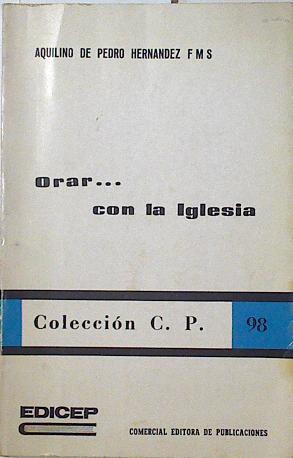 AQUILINO DE PEDRO HERNANDEZ F M S
Orar...
con la Iglesia
Colección C. P. 98
EDICEP
COMERCIAL EDITORA DE PUBLICACIONES